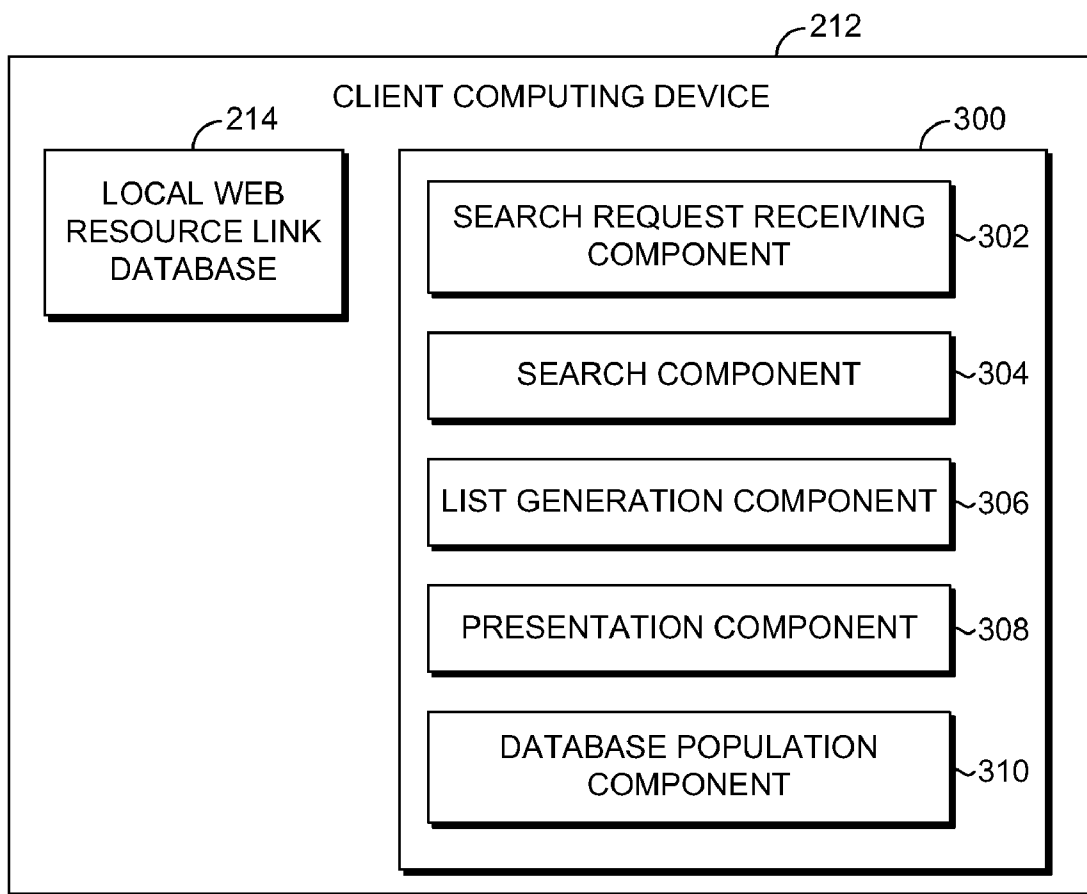 212
CLIENT COMPUTING DEVICE
214
300
LOCAL WEB
RESOURCE LINK
DATABASE
SEARCH REQUEST RECEIVING
COMPONENT
302
SEARCH COMPONENT
304
LIST GENERATION COMPONENT
306
PRESENTATION COMPONENT
308
DATABASE POPULATION
COMPONENT
310